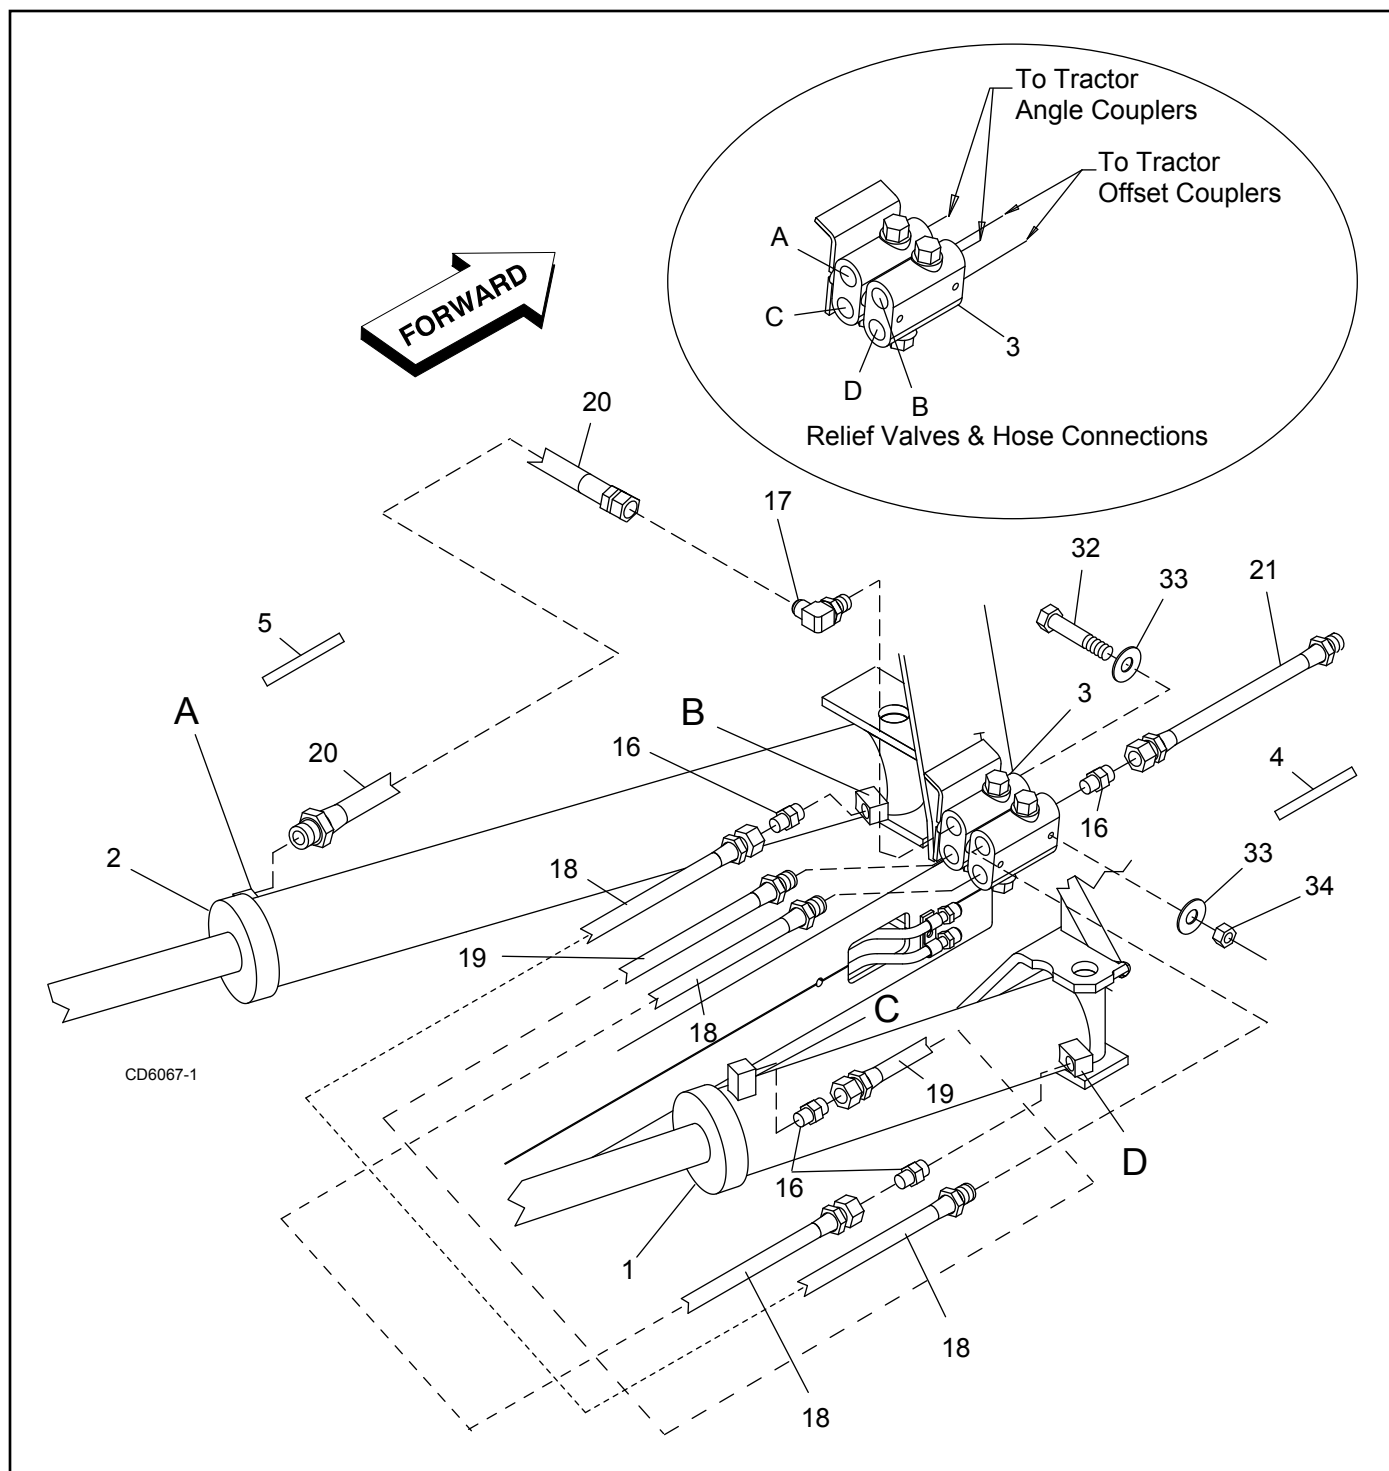 To Tractor
Angle Couplers
To Tractor
Offset Couplers
A
C
D
B
3
Relief Valves & Hose Connections
FORWARD
20
17
32
33
21
5
3
A
B
16
4
20
16
2
18
33
34
19
18
C
CD6067-1
19
D
16
1
18
18